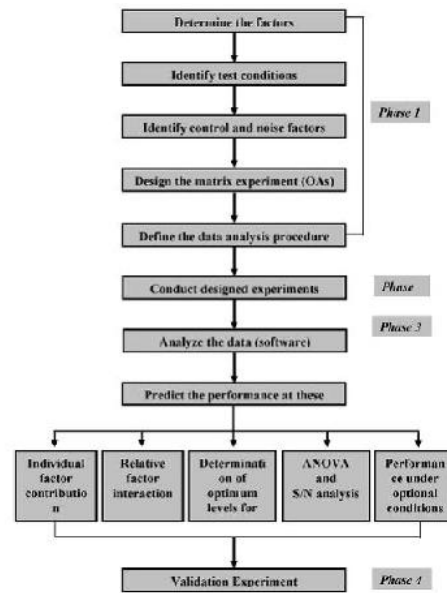 Determine the factors
Identify test conditions
Phase 1
Identify control and noise factors
Design the matrix experiment (OAs)
Define the data analysis procedure
Conduct designed experiments
Phase
Phase 3
Analyze the data (software)
Predict the performance at these
Individual
factor
contributio
n
Relative
factor
interaction
Determinati
on of
optimum
levels for
ANOVA
and
S/N analysis
Performan
ce under
optional
conditions
Validation Experiment
Phase 4